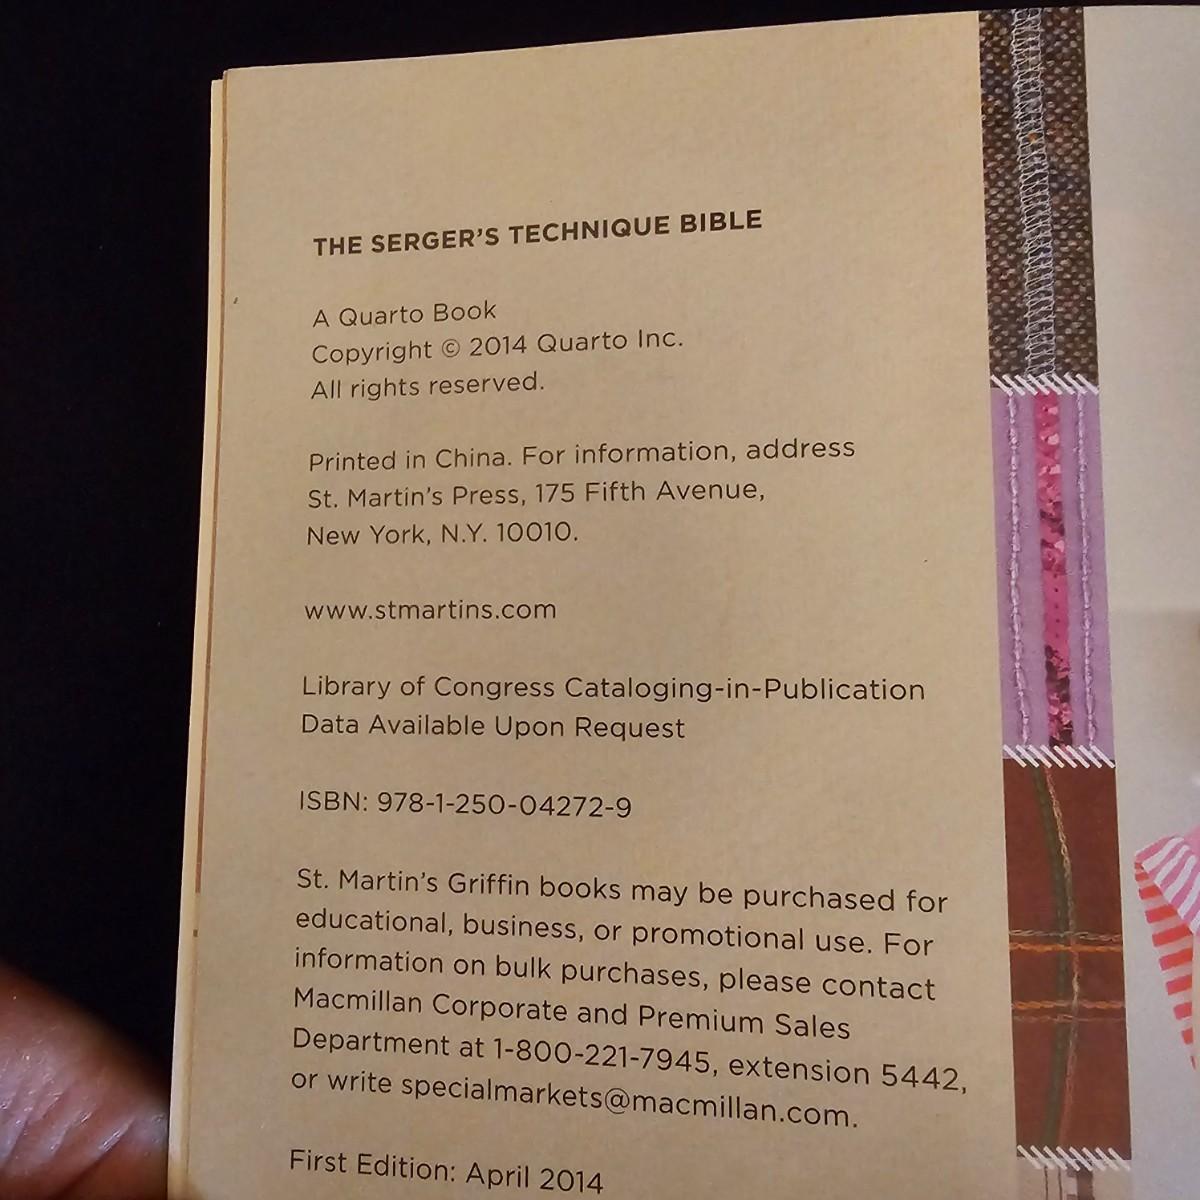 THE SERGER'S TECHNIQUE BIBLE
A Quarto Book
Copyright © 2014 Quarto Inc.
All rights reserved.
Printed in China. For information, address
St. Martin's Press, 175 Fifth Avenue,
New York, N.Y. 10010.
www.stmartins.com
Library of Congress Cataloging-in-Publication
Data Available Upon Request
ISBN: 978-1-250-04272-9
St. Martin's Griffin books may be purchased for
educational, business, or promotional use. For
information on bulk purchases, please contact
Macmillan Corporate and Premium Sales
Department at 1-800-221-7945, extension 5442,
or write specialmarkets@macmillan.com.
First Edition: April 2014